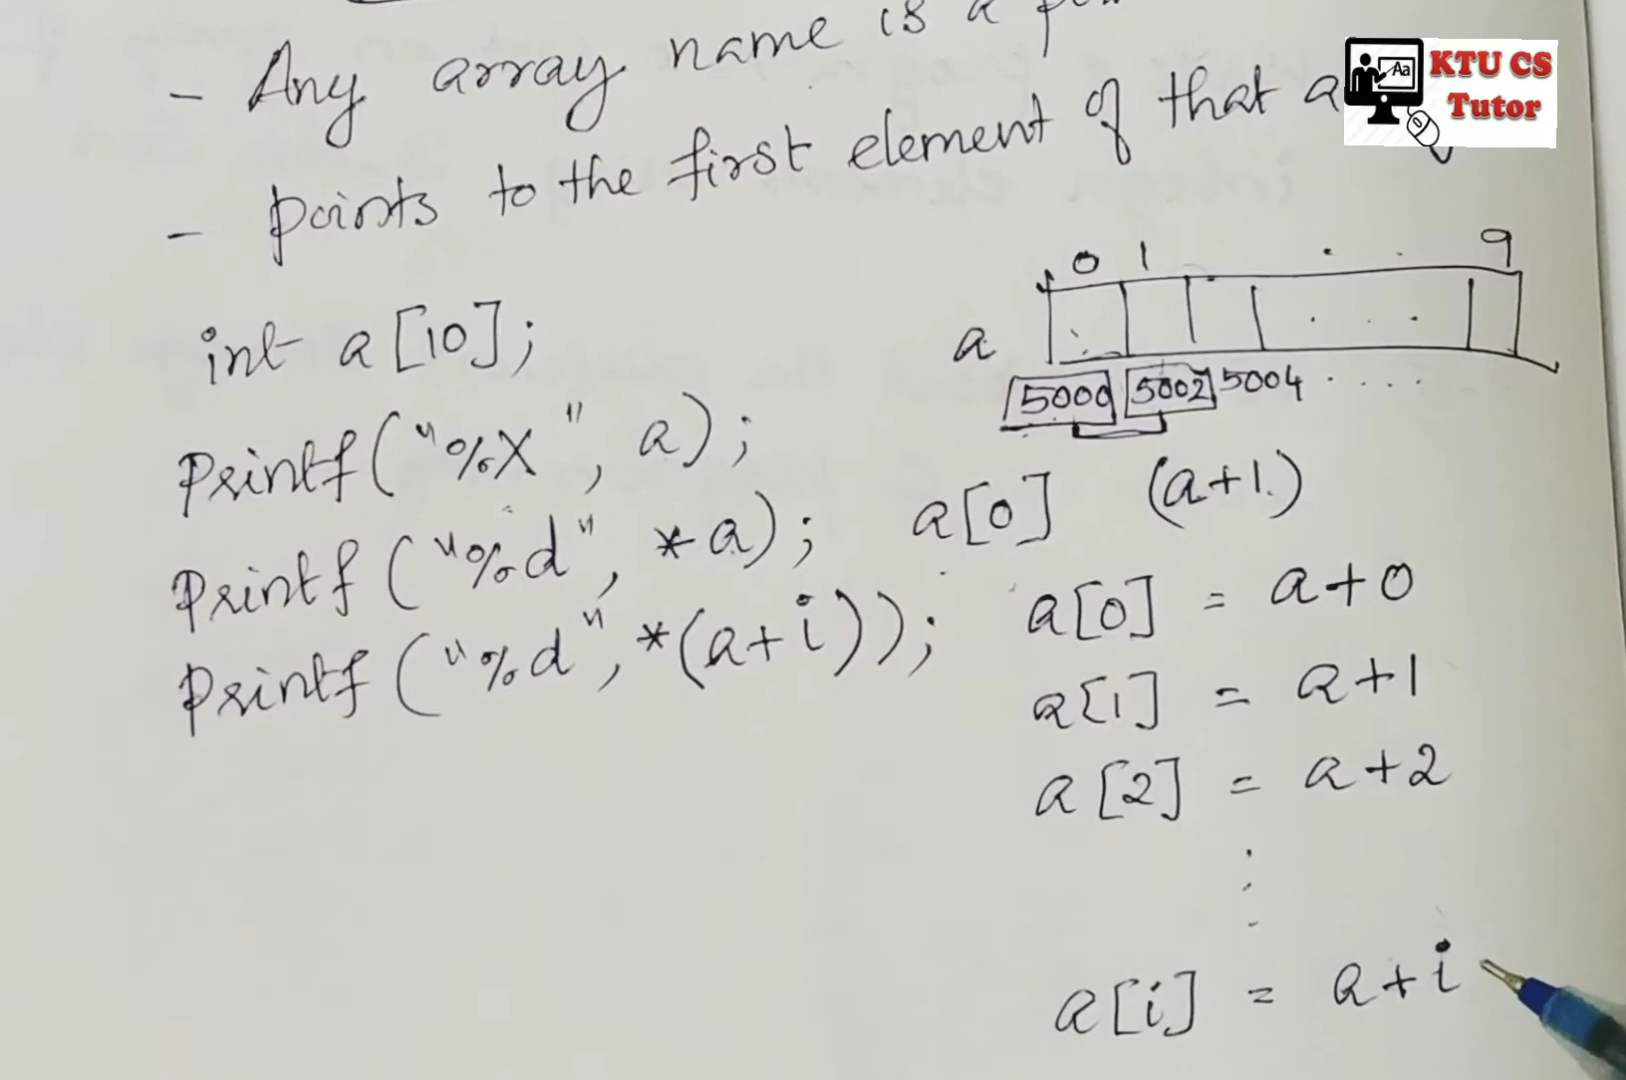 - Any array name is a
- points to the first element of that
KTU CS
Tutor
Aa
0 1 . . 9
a
5000 5002 5004 ....
int a[10];
printf("%X", a);
printf("%d", *a);
printf("%d", *(a+i));
a[0] (a+1)
a[0] = a+0
a[1] = a+1
a[2] = a+2
a[i] = a+i